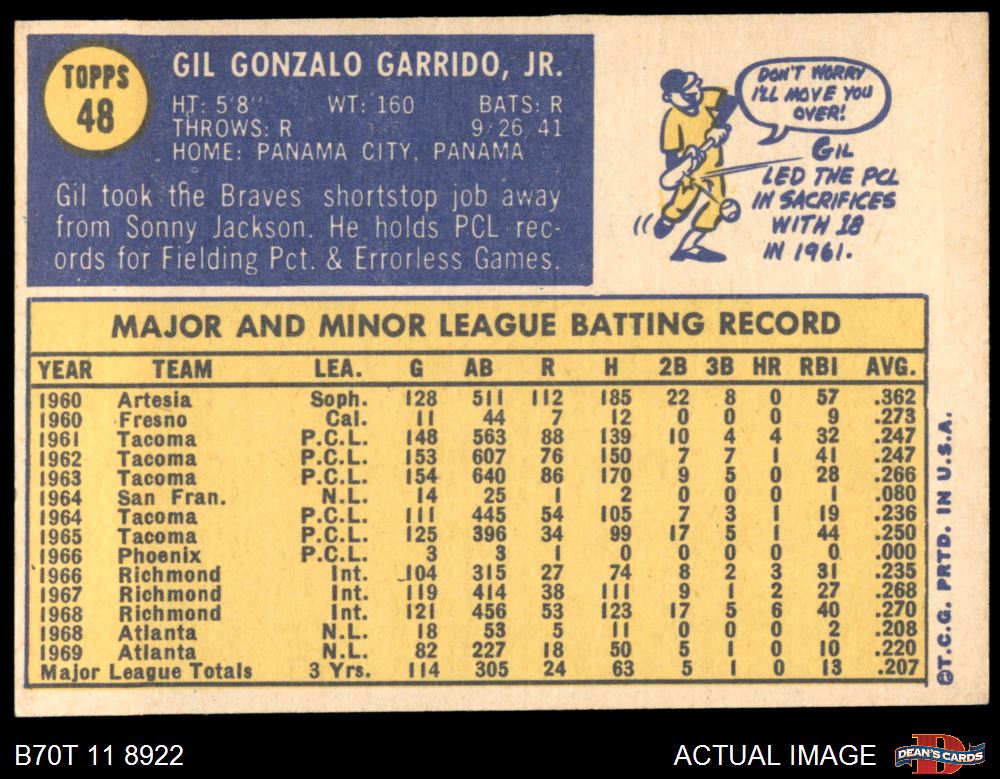 TOPPS
48
GIL GONZALO GARRIDO, JR.
HT: 5'8" WT: 160 BATS: R
THROWS: R 9/26/41
HOME: PANAMA CITY, PANAMA
Gil took the Braves shortstop job away
from Sonny Jackson. He holds PCL rec-
ords for Fielding Pct. & Errorless Games.
DON'T WORRY
I'LL MOVE YOU
OVER!
GIL
LED THE PCL
IN SACRIFICES
WITH 18
IN 1961.
MAJOR AND MINOR LEAGUE BATTING RECORD
YEAR TEAM LEA. G AB R H 2B 3B HR RBI AVG.
1960 Artesia Soph. 128 511 112 185 22 8 0 57 .362
1960 Fresno Cal. 11 44 7 12 0 0 0 9 .273
1961 Tacoma P.C.L. 148 563 88 139 10 4 4 32 .247
1962 Tacoma P.C.L. 153 607 76 150 7 7 1 41 .247
1963 Tacoma P.C.L. 154 640 86 170 9 5 0 28 .266
1964 San Fran. N.L. 14 25 1 2 0 0 0 1 .080
1964 Tacoma P.C.L. 111 445 54 105 7 3 1 19 .236
1965 Tacoma P.C.L. 125 396 34 99 17 5 1 44 .250
1966 Phoenix P.C.L. 3 3 1 0 0 0 0 0 .000
1966 Richmond Int. 104 315 27 74 8 2 3 31 .235
1967 Richmond Int. 119 414 38 111 9 1 2 27 .268
1968 Richmond Int. 121 456 53 123 17 5 6 40 .270
1968 Atlanta N.L. 18 53 5 11 0 0 0 2 .208
1969 Atlanta N.L. 82 227 18 50 5 1 0 10 .220
Major League Totals 3 Yrs. 114 305 24 63 5 1 0 13 .207
©T.C.G. PRTD. IN U.S.A.
B70T 11 8922
ACTUAL IMAGE
DEAN'S CARDS